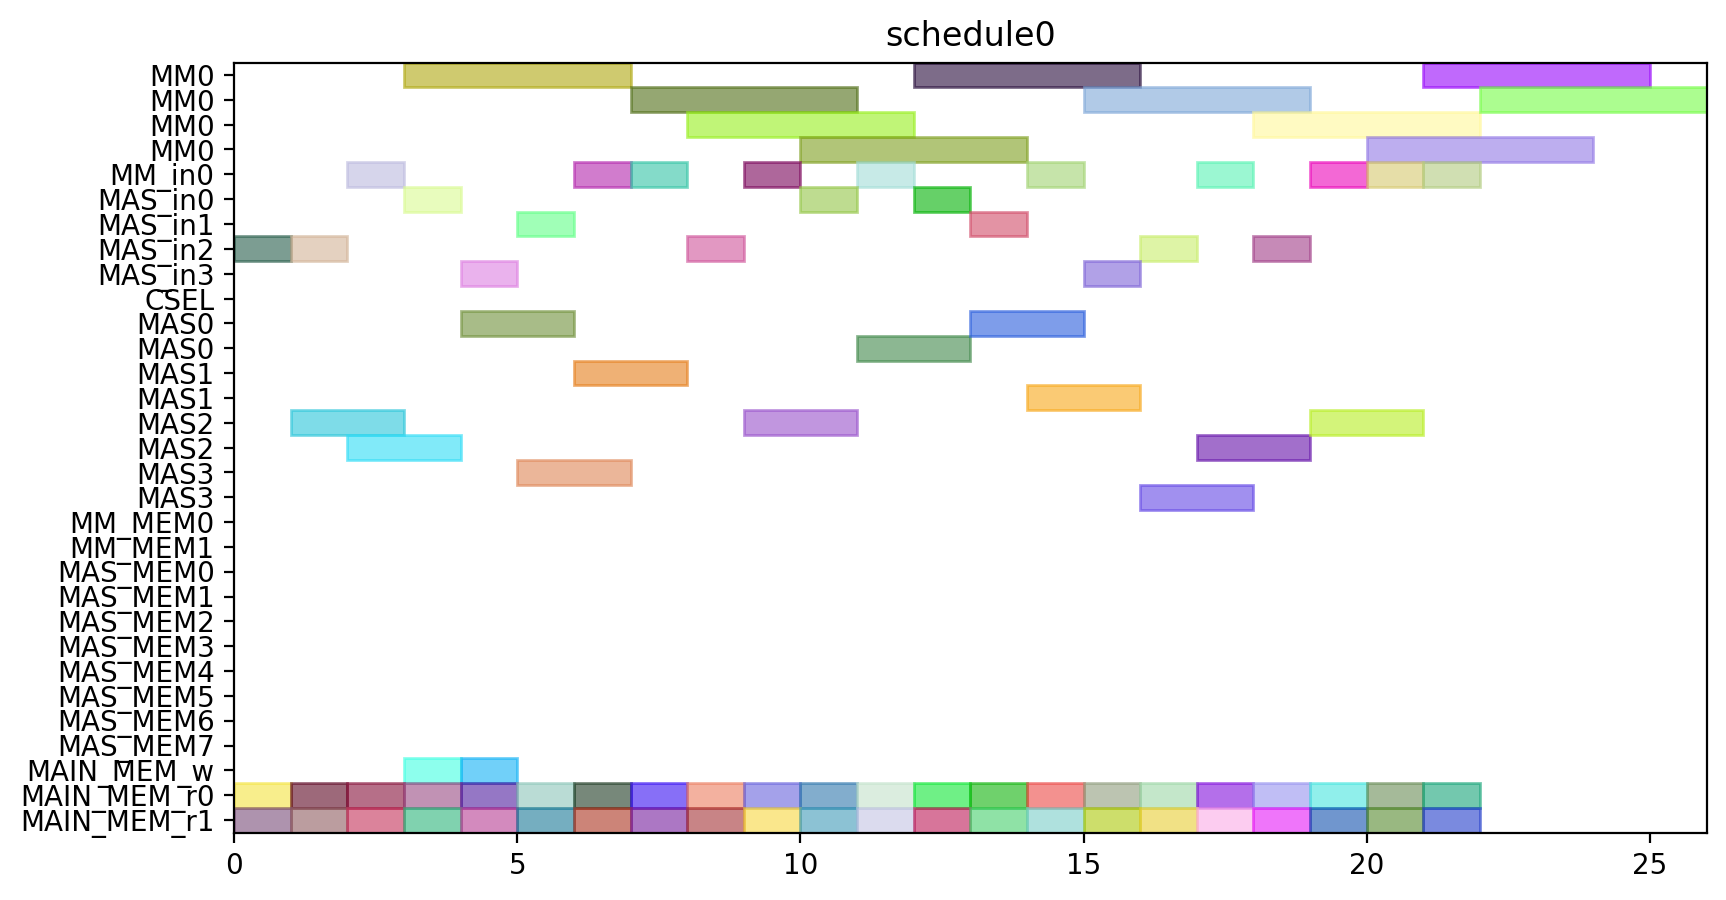 schedule0
MM0
MM0
MM0
MM0
MM_in0
MAS_in0
MAS_in1
MAS_in2
MAS_in3
CSEL
MAS0
MAS0
MAS1
MAS1
MAS2
MAS2
MAS3
MAS3
MM_MEM0
MM_MEM1
MAS_MEM0
MAS_MEM1
MAS_MEM2
MAS_MEM3
MAS_MEM4
MAS_MEM5
MAS_MEM6
MAS_MEM7
MAIN_MEM_w
MAIN_MEM_r0
MAIN_MEM_r1
0 5 10 15 20 25